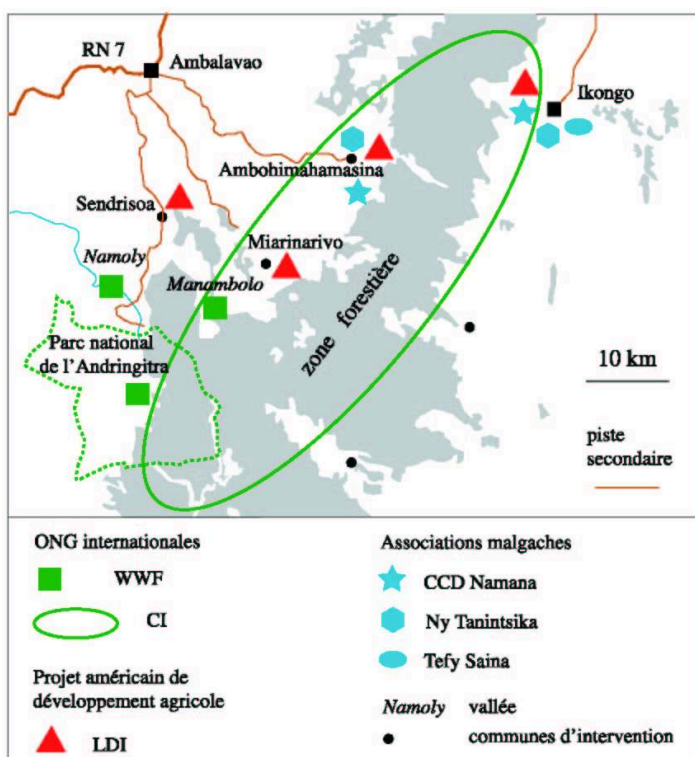 RN 7
Ambalavao
Ikongo
Ambohimahamasina
Sendrisoa
Miarinarivo
Namoly
Manambolo
zone forestière
Parc national
de l'Andringitra
10 km
piste
secondaire
ONG internationales
WWF
CI
Projet américain de
développement agricole
LDI
Associations malgaches
CCD Namana
Ny Tanintsika
Tefy Saina
Namoly vallée
communes d'intervention